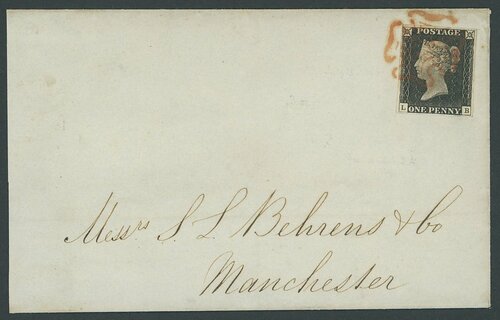 POSTAGE
L B
ONE PENNY
Messrs S. L. Behrens & Co
Manchester